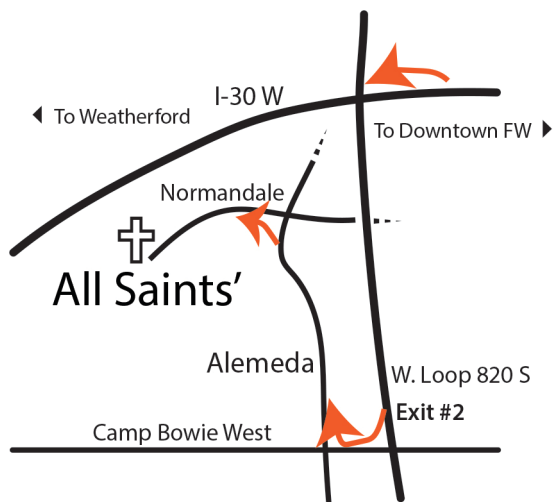 I-30 W
To Weatherford
To Downtown FW
Normandale
All Saints’
Alemeda
W. Loop 820 S
Exit #2
Camp Bowie West